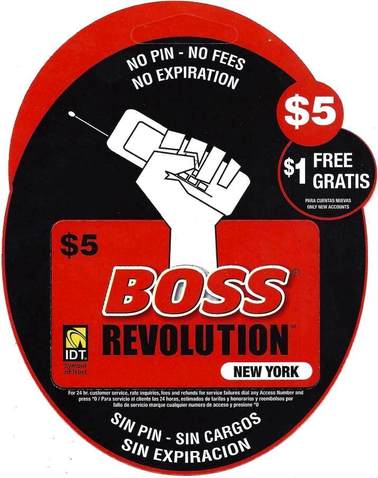 NO PIN - NO FEES
NO EXPIRATION
$5
$1 FREE
GRATIS
PARA CUENTAS NUEVAS
ONLY NEW ACCOUNTS
$5
BOSS
REVOLUTION™
IDT.
NEW YORK
For 24 hr. customer service, rate inquiries, fees and refunds for service failures dial any Access Number and
press *0 / Para servicio al cliente las 24 horas, estimados de tarifas y honorarios y reembolsos por
fallo de servicio marque cualquier numero de acceso y presione *0
SIN PIN - SIN CARGOS
SIN EXPIRACION